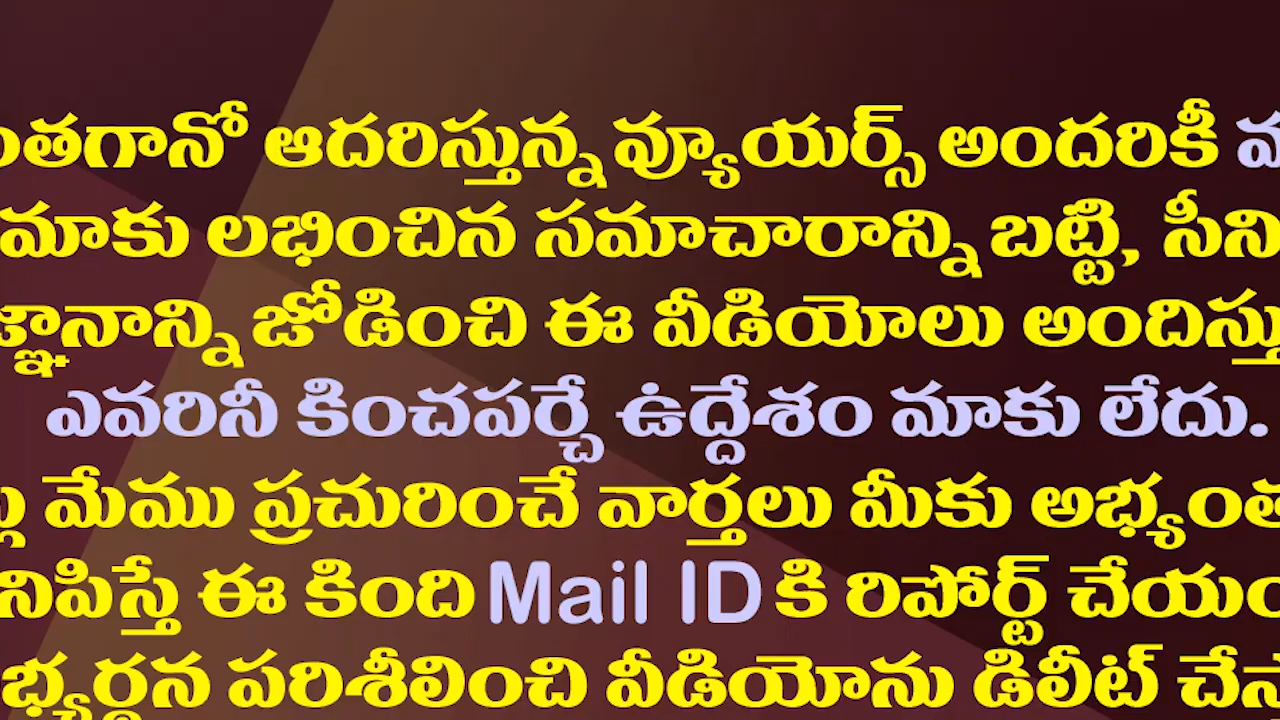 ఆదరిస్తున్న వ్యూయర్స్ అందరికీ
మాకు లభించిన సమాచారాన్ని బట్టి,
జోడించి ఈ వీడియోలు
ఎవరినీ కించపర్చే ఉద్దేశం మాకు లేదు.
మేము ప్రచురించే వార్తలు మీకు
ఈ కింది Mail ID కి రిపోర్ట్
పరిశీలించి వీడియోను డిలీట్